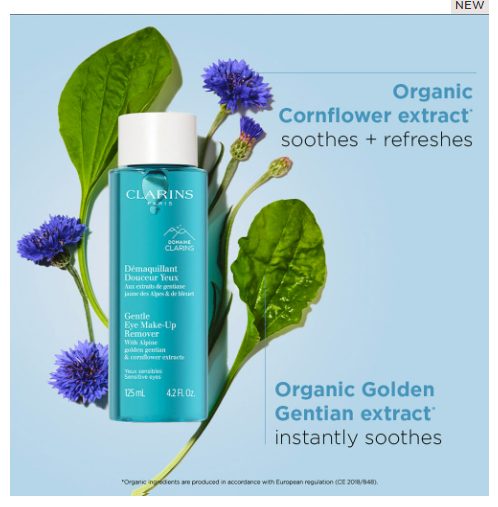 NEW
Organic
Cornflower extract*
soothes + refreshes
CLARINS
PARIS
DOMAINE
CLARINS
Démaquillant
Douceur Yeux
Aux extraits de gentiane
jaune des Alpes & de bleuet
Gentle
Eye Make-Up
Remover
With Alpine
golden gentian
& cornflower extracts
Yeux sensibles
Sensitive eyes
125 mL 4.2 Fl. Oz.
Organic Golden
Gentian extract*
instantly soothes
*Organic ingredients are produced in accordance with European regulation (CE 2018/848).